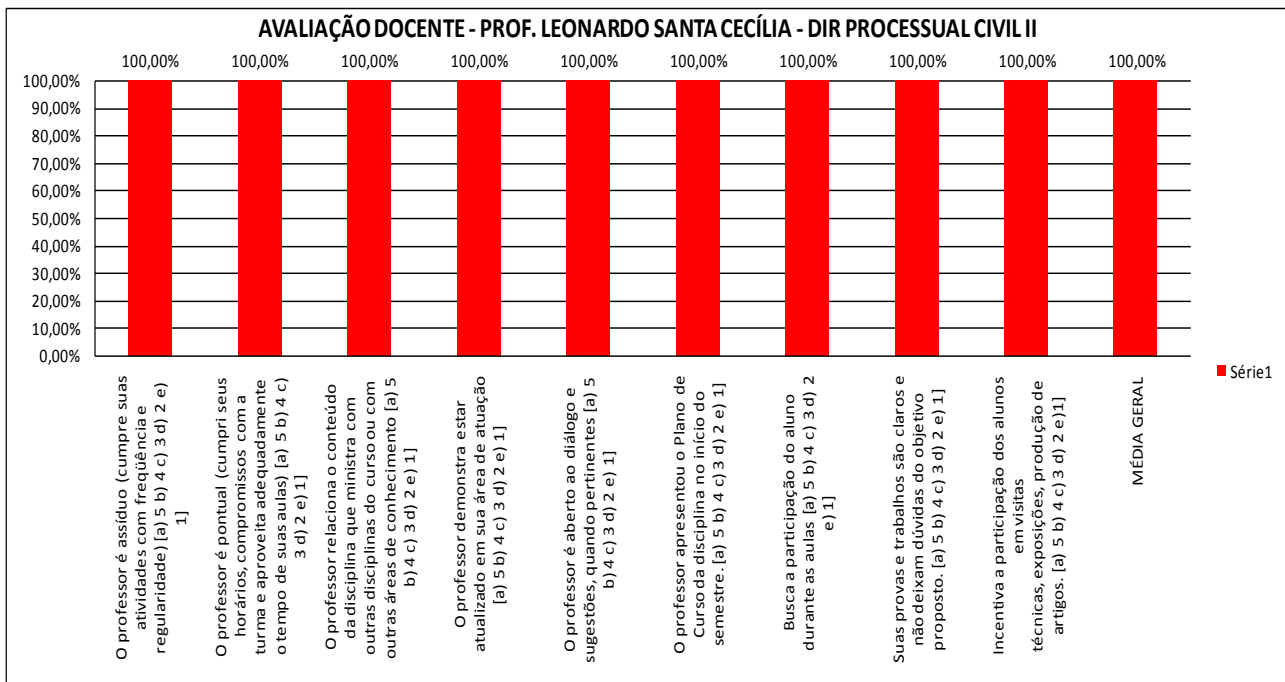 AVALIAÇÃO DOCENTE - PROF. LEONARDO SANTA CECÍLIA - DIR PROCESSUAL CIVIL II
100,00% 100,00% 100,00% 100,00% 100,00% 100,00% 100,00% 100,00% 100,00% 100,00%
100,00%
90,00%
80,00%
70,00%
60,00%
50,00%
40,00%
30,00%
20,00%
10,00%
0,00%
O professor é assíduo (cumpre suas
atividades com freqüência e
regularidade) [a) 5 b) 4 c) 3 d) 2 e)
1]
O professor é pontual (cumpri seus
horários, compromissos com a
turma e aproveita adequadamente
o tempo de suas aulas) [a) 5 b) 4 c)
3 d) 2 e) 1]
O professor relaciona o conteúdo
da disciplina que ministra com
outras disciplinas do curso ou com
outras áreas de conhecimento [a) 5
b) 4 c) 3 d) 2 e) 1]
O professor demonstra estar
atualizado em sua área de atuação
[a) 5 b) 4 c) 3 d) 2 e) 1]
O professor é aberto ao diálogo e
sugestões, quando pertinentes [a) 5
b) 4 c) 3 d) 2 e) 1]
O professor apresentou o Plano de
Curso da disciplina no início do
semestre. [a) 5 b) 4 c) 3 d) 2 e) 1]
Busca a participação do aluno
durante as aulas [a) 5 b) 4 c) 3 d) 2
e) 1]
Suas provas e trabalhos são claros e
não deixam dúvidas do objetivo
proposto. [a) 5 b) 4 c) 3 d) 2 e) 1]
Incentiva a participação dos alunos
em visitas
técnicas, exposições, produção de
artigos. [a) 5 b) 4 c) 3 d) 2 e) 1]
MÉDIA GERAL
Série1